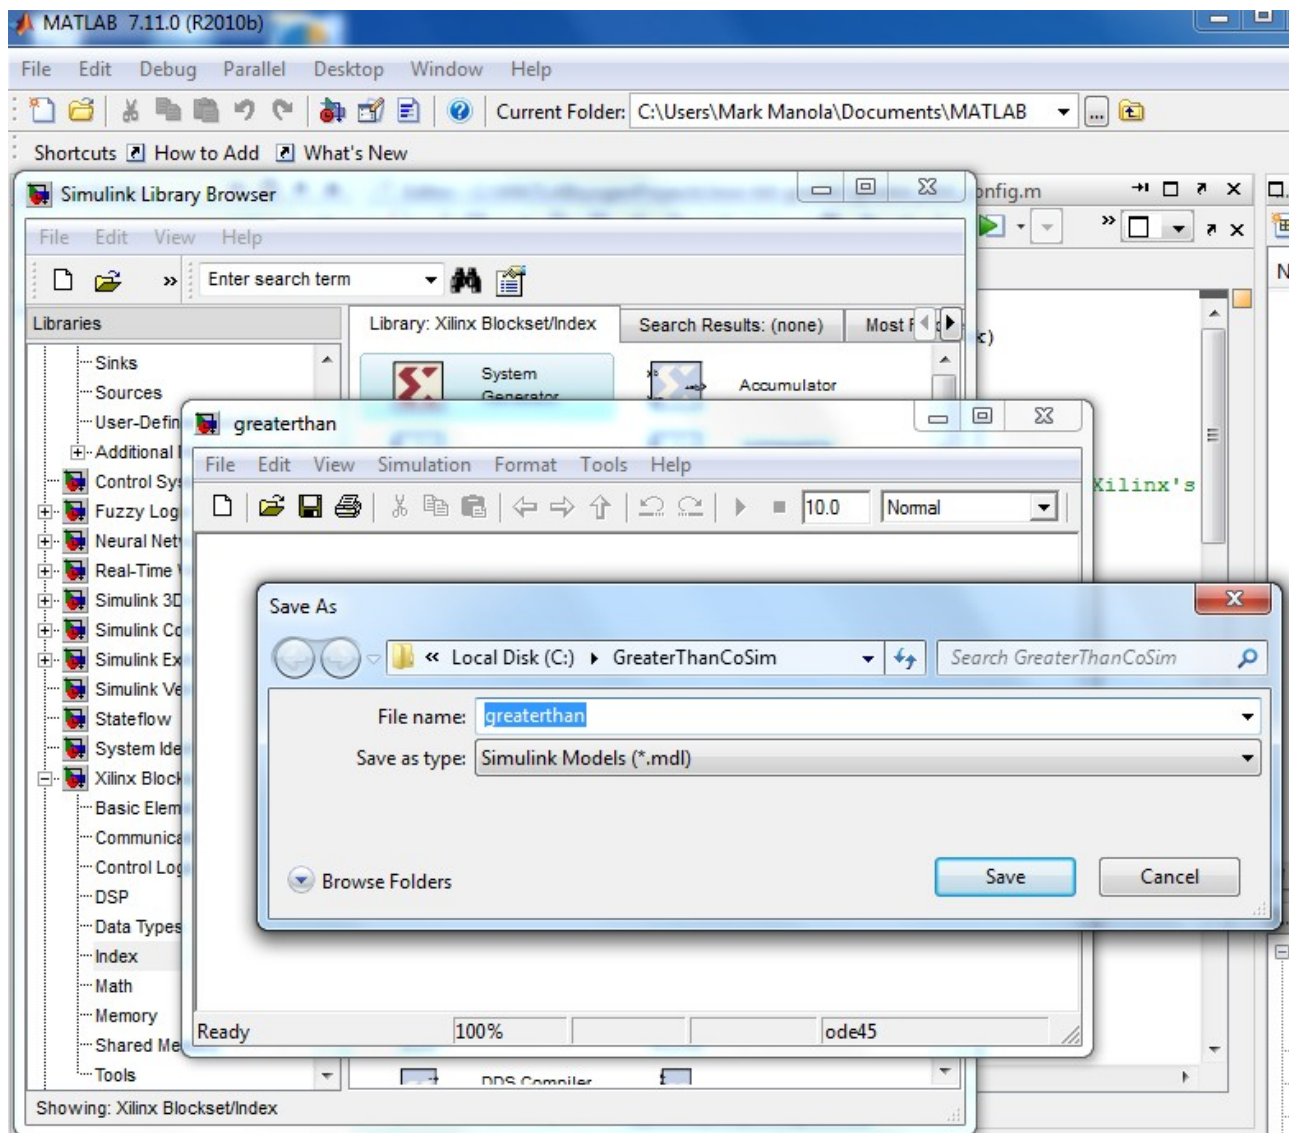 MATLAB 7.11.0 (R2010b)
File Edit Debug Parallel Desktop Window Help
Current Folder: C:\Users\Mark Manola\Documents\MATLAB
Shortcuts How to Add What's New
Simulink Library Browser
onfig.m
File Edit View Help
Enter search term
Libraries
Library: Xilinx Blockset/Index Search Results: (none) Most
Sinks
Sources
User-Defin
Additional
Control Sys
Fuzzy Log
Neural Net
Real-Time
Simulink 3D
Simulink Co
Simulink Ex
Simulink Ve
Stateflow
System Ide
Xilinx Block
Basic Elem
Communica
Control Log
DSP
Data Types
Index
Math
Memory
Shared Me
Tools
System
Generator
Accumulator
DDS Compiler
Showing: Xilinx Blockset/Index
Xilinx's
greaterthan
File Edit View Simulation Format Tools Help
10.0 Normal
Ready 100% ode45
Save As
« Local Disk (C:) GreaterThanCoSim Search GreaterThanCoSim
File name: greaterthan
Save as type: Simulink Models (*.mdl)
Browse Folders Save Cancel